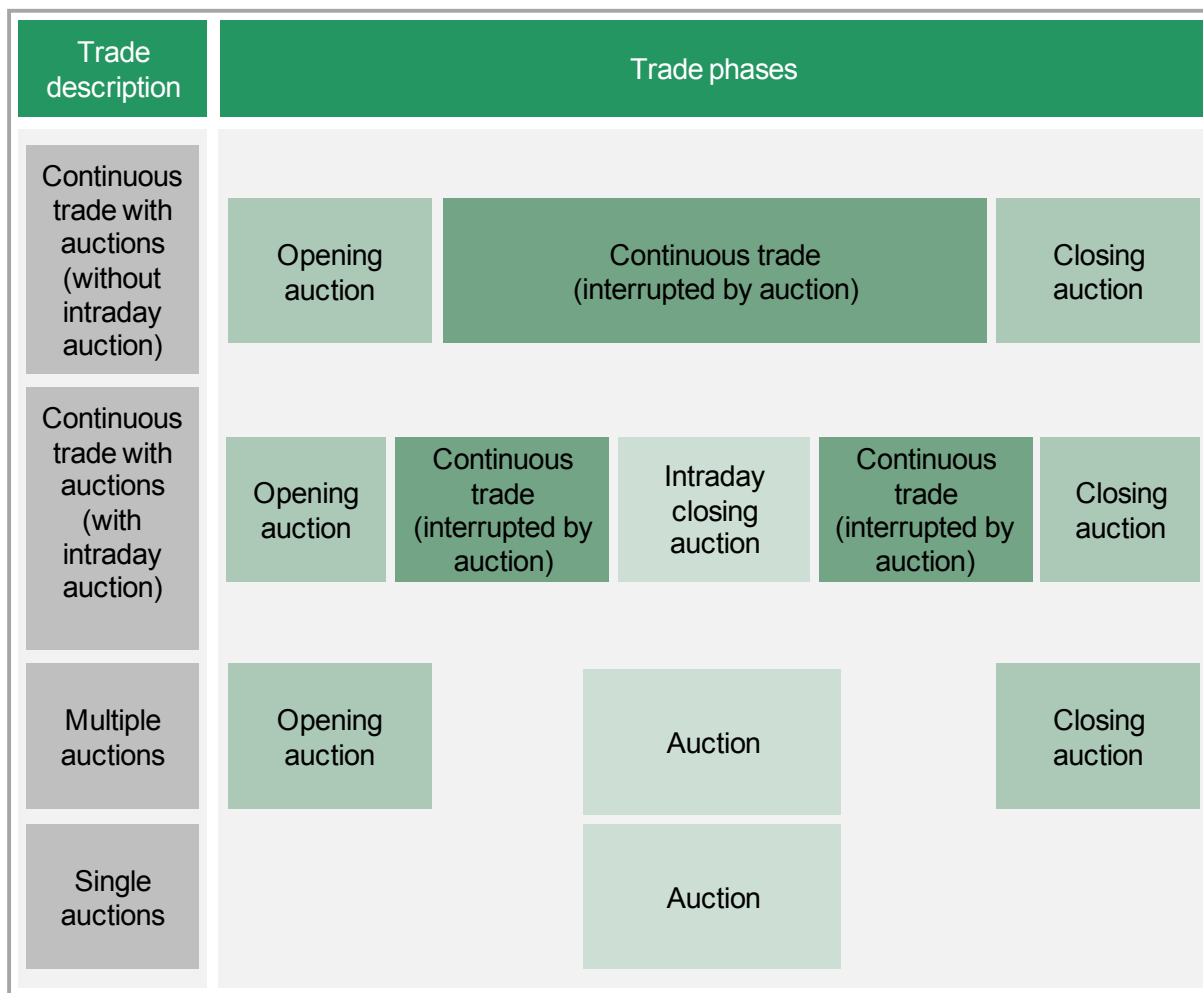 Trade
description
Trade phases
Continuous
trade with
auctions
(without
intraday
auction)
Opening
auction
Continuous trade
(interrupted by auction)
Closing
auction
Continuous
trade with
auctions
(with
intraday
auction)
Opening
auction
Continuous
trade
(interrupted by
auction)
Intraday
closing
auction
Continuous
trade
(interrupted by
auction)
Closing
auction
Multiple
auctions
Opening
auction
Auction
Closing
auction
Single
auctions
Auction